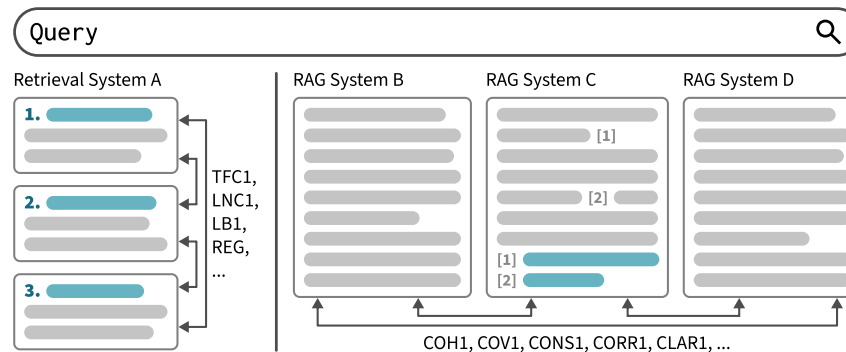 Query
Retrieval System A
1.
2.
3.
TFC1,
LNC1,
LB1,
REG,
...
RAG System B
RAG System C
[1]
[2]
[1]
[2]
RAG System D
COH1, COV1, CONS1, CORR1, CLAR1, ...